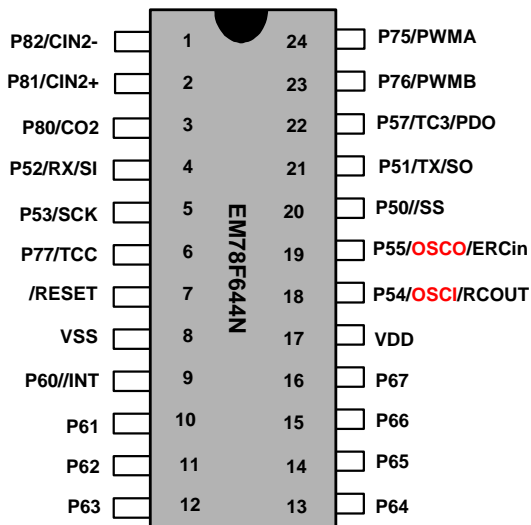 P82/CIN2- 1 24 P75/PWMA
P81/CIN2+ 2 23 P76/PWMB
P80/CO2 3 22 P57/TC3/PDO
P52/RX/SI 4 21 P51/TX/SO
P53/SCK 5 20 P50//SS
P77/TCC 6 19 P55/OSCO/ERCin
/RESET 7 18 P54/OSCI/RCOUT
VSS 8 17 VDD
P60//INT 9 16 P67
P61 10 15 P66
P62 11 14 P65
P63 12 13 P64
EM78F644N